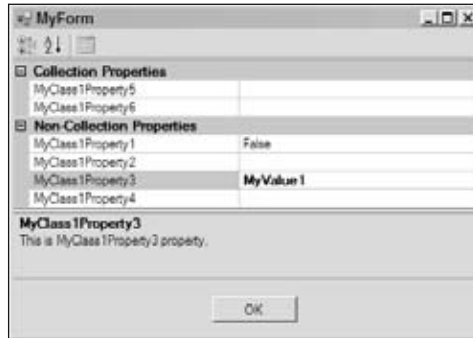 MyForm
Collection Properties
MyClass1Property5
MyClass1Property6
Non-Collection Properties
MyClass1Property1 False
MyClass1Property2
MyClass1Property3 MyValue1
MyClass1Property4
MyClass1Property3
This is MyClass1Property3 property.
OK